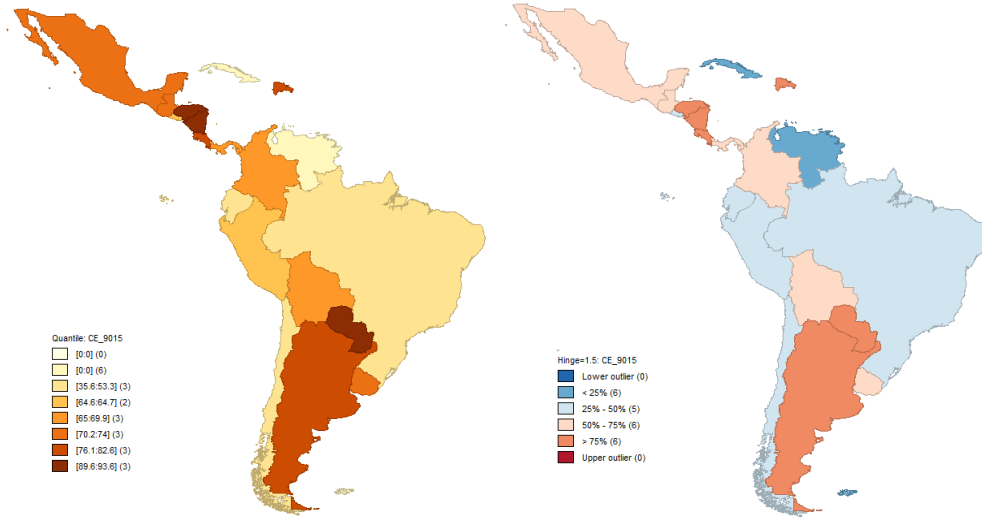 Quantile: CE_9015
[0:0] (0)
[0:0] (6)
[35.6:53.3] (3)
[64.6:64.7] (2)
[65:69.9] (3)
[70.2:74] (3)
[76.1:82.6] (3)
[89.6:93.6] (3)
Hinge=1.5: CE_9015
Lower outlier (0)
< 25% (6)
25% - 50% (5)
50% - 75% (6)
> 75% (6)
Upper outlier (0)